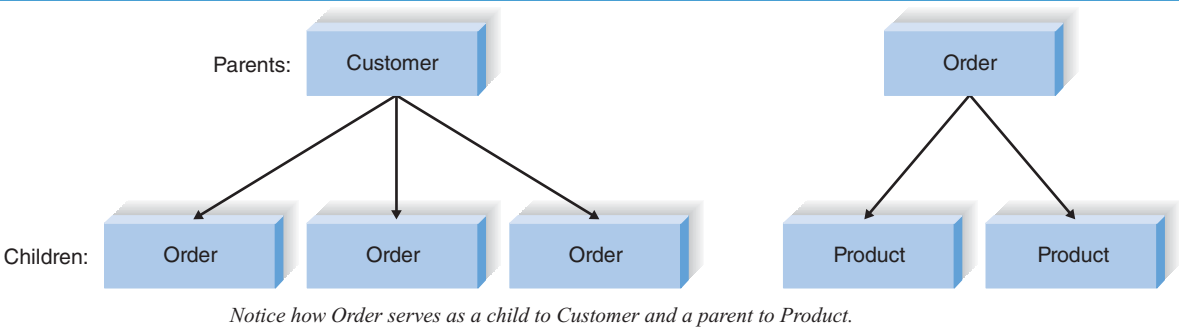 Parents: Customer Order
Children: Order Order Order Product Product
Notice how Order serves as a child to Customer and a parent to Product.